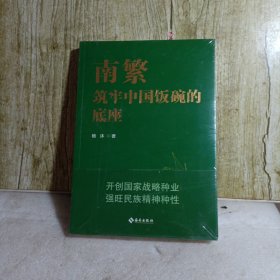 南繁
筑牢中国饭碗的
底座
著
开创国家战略种业
强旺民族精神种性